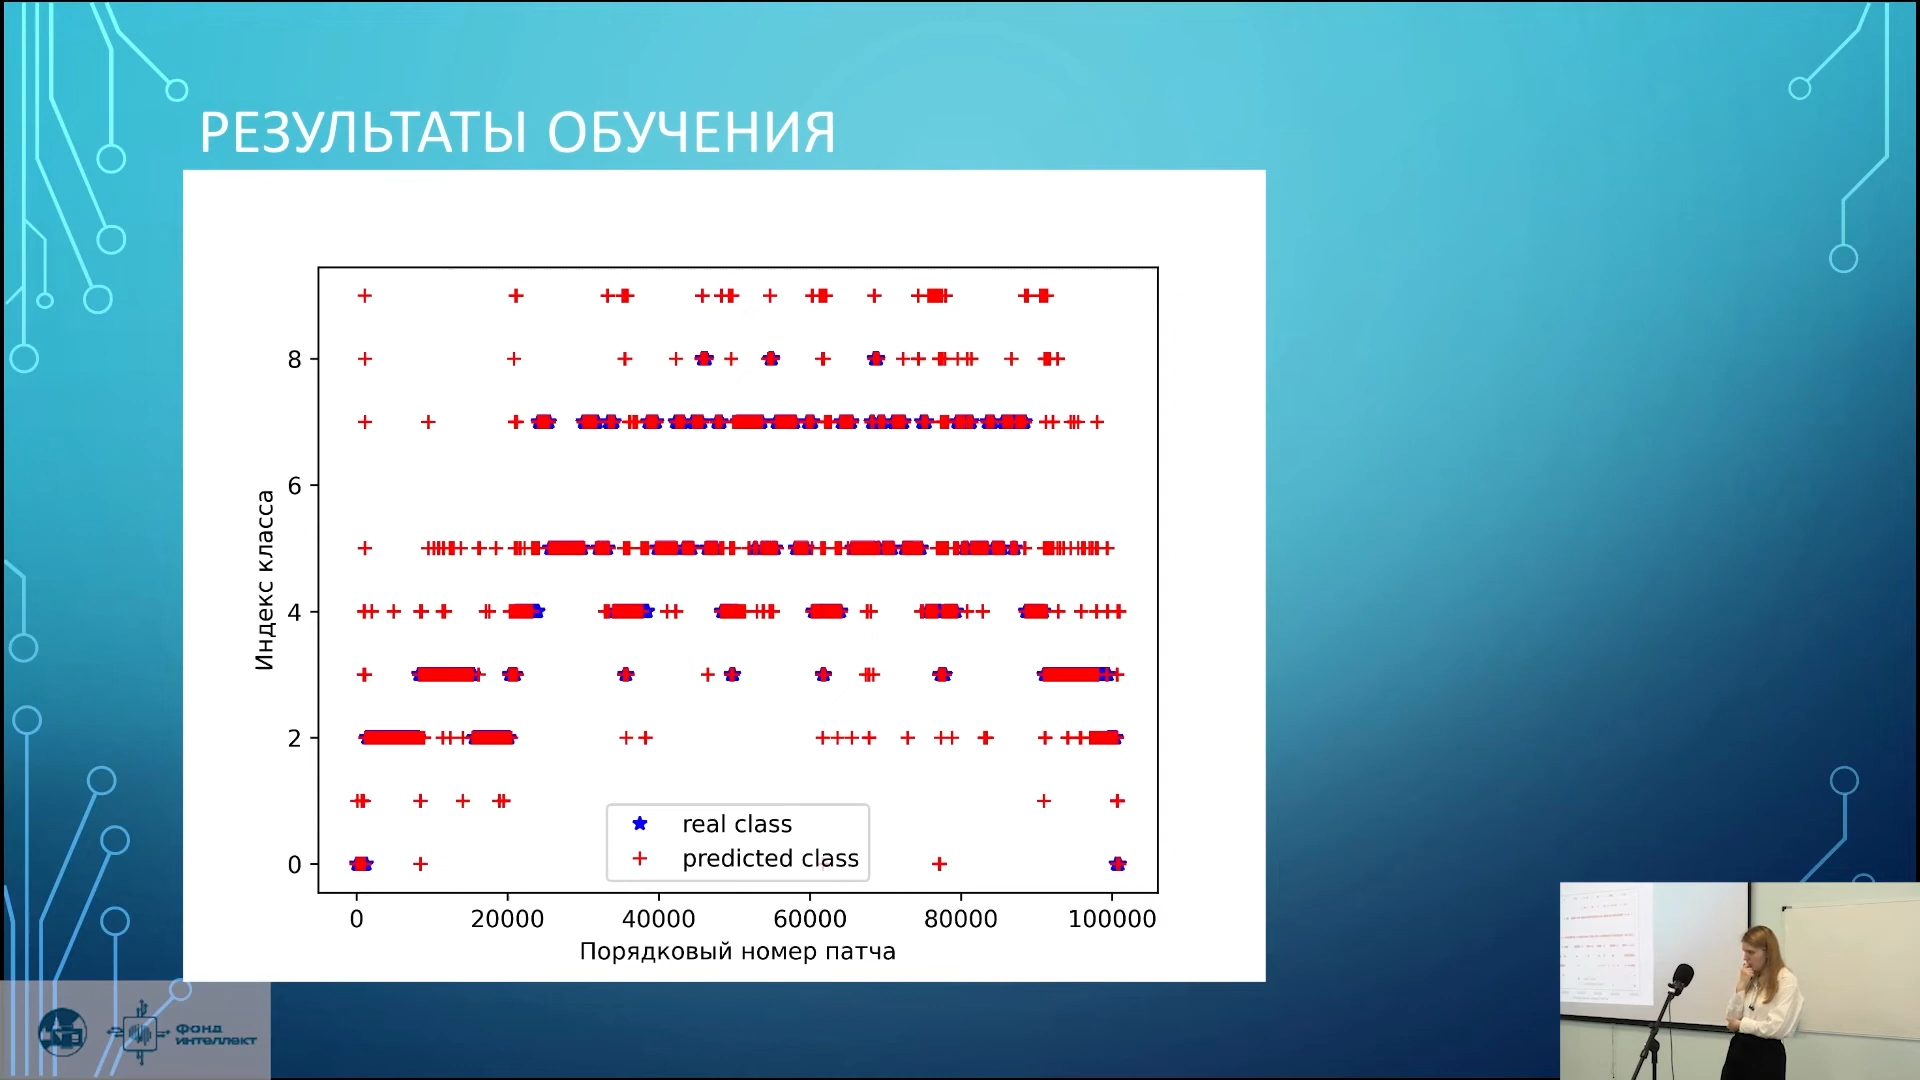 РЕЗУЛЬТАТЫ ОБУЧЕНИЯ
8
6
4
2
0
Индекс класса
real class
predicted class
0 20000 40000 60000 80000 100000
Порядковый номер патча
Фонд
интеллект